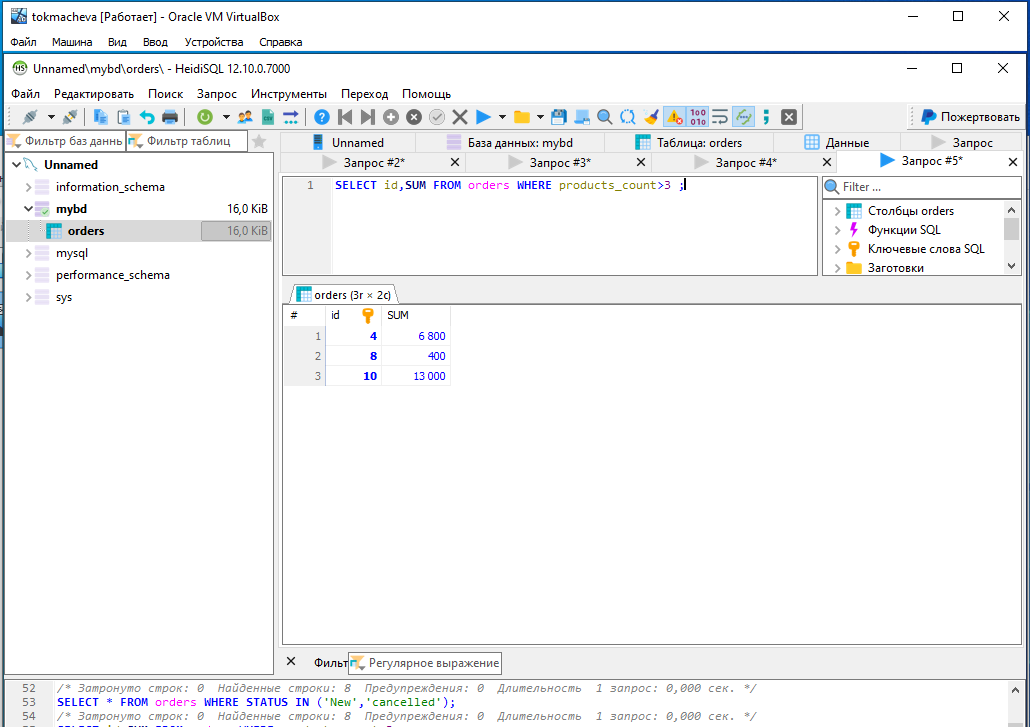 tokmacheva [Работает] - Oracle VM VirtualBox
Файл Машина Вид Ввод Устройства Справка
Unnamed\mybd\orders\ - HeidiSQL 12.10.0.7000
Файл Редактировать Поиск Запрос Инструменты Переход Помощь
Пожертвовать
Фильтр баз даннь Фильтр таблиц
Unnamed База данных: mybd Таблица: orders Данные Запрос
Запрос #2* Запрос #3* Запрос #4* Запрос #5*
Unnamed
information_schema
mybd 16,0 KiB
orders 16,0 KiB
mysql
performance_schema
sys
1 SELECT id,SUM FROM orders WHERE products_count>3 ;
Filter ...
Столбцы orders
Функции SQL
Ключевые слова SQL
Заготовки
orders (3r × 2c)
# id SUM
1 4 6 800
2 8 400
3 10 13 000
Фильт Регулярное выражение
52 /* Затронуто строк: 0 Найденные строки: 8 Предупреждения: 0 Длительность 1 запрос: 0,000 сек. */
53 SELECT * FROM orders WHERE STATUS IN ('New','cancelled');
54 /* Затронуто строк: 0 Найденные строки: 8 Предупреждения: 0 Длительность 1 запрос: 0,000 сек. */